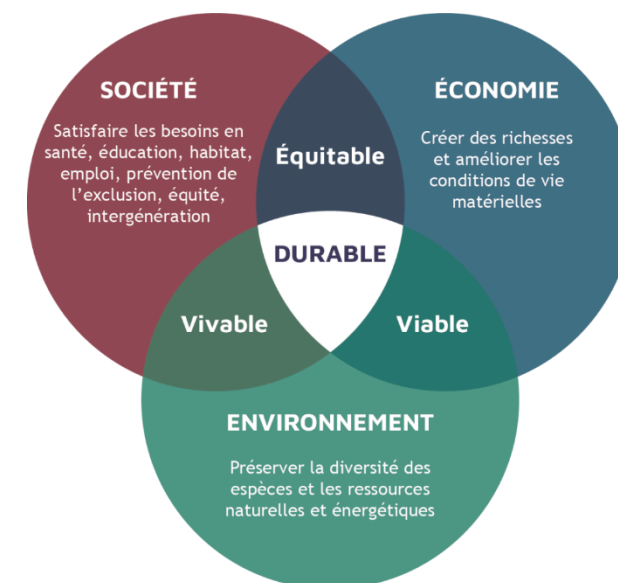 SOCIÉTÉ
Satisfaire les besoins en
santé, éducation, habitat,
emploi, prévention de
l'exclusion, équité,
intergénération
Équitable
ÉCONOMIE
Créer des richesses
et améliorer les
conditions de vie
matérielles
DURABLE
Vivable
Viable
ENVIRONNEMENT
Préserver la diversité des
espèces et les ressources
naturelles et énergétiques